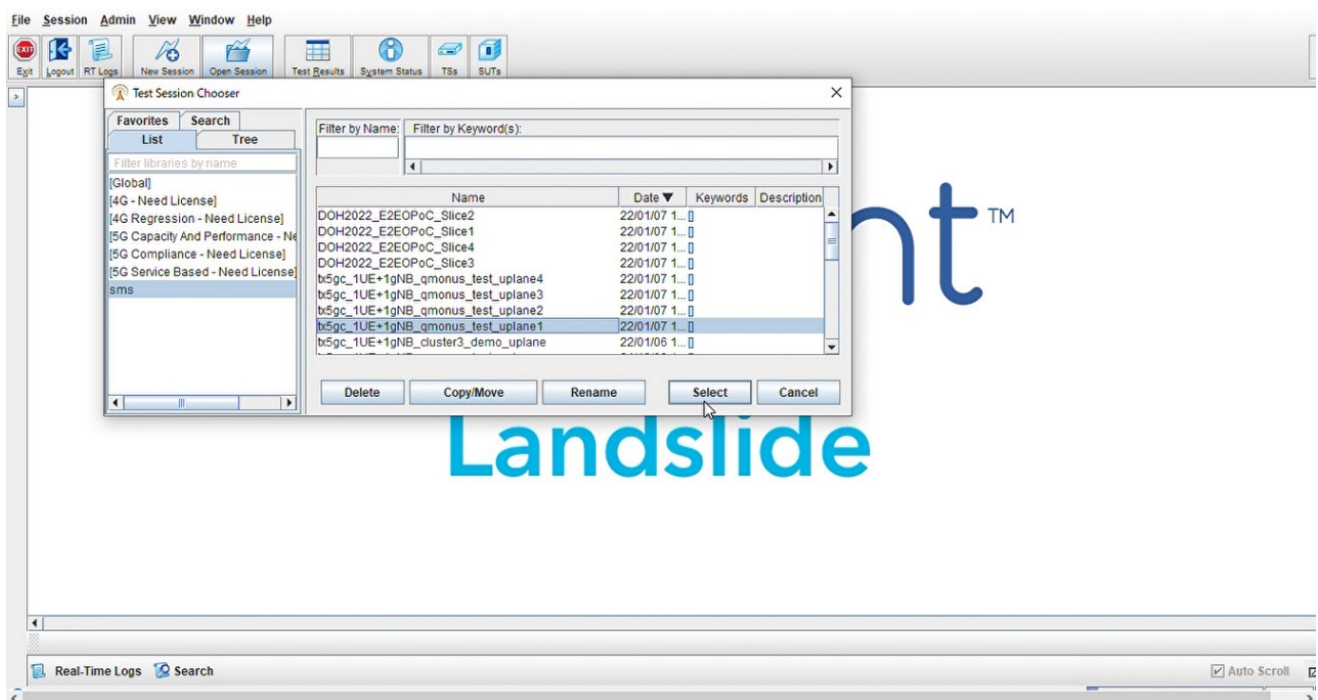 File Session Admin View Window Help
EXIT
Exit Logout RT Logs New Session Open Session Test Results System Status TSs SUTs
>
Test Session Chooser
Favorites Search
List Tree
Filter libraries by name
[Global]
[4G - Need License]
[4G Regression - Need License]
[5G Capacity And Performance - Ne
[5G Compliance - Need License]
[5G Service Based - Need License]
sms
Filter by Name: Filter by Keyword(s):
Name Date ▼ Keywords Description
DOH2022_E2EOPoC_Slice2 22/01/07 1... []
DOH2022_E2EOPoC_Slice1 22/01/07 1... []
DOH2022_E2EOPoC_Slice4 22/01/07 1... []
DOH2022_E2EOPoC_Slice3 22/01/07 1... []
tx5gc_1UE+1gNB_qmonus_test_uplane4 22/01/07 1... []
tx5gc_1UE+1gNB_qmonus_test_uplane3 22/01/07 1... []
tx5gc_1UE+1gNB_qmonus_test_uplane2 22/01/07 1... []
tx5gc_1UE+1gNB_qmonus_test_uplane1 22/01/07 1... []
tx5gc_1UE+1gNB_cluster3_demo_uplane 22/01/06 1... []
Delete Copy/Move Rename Select Cancel
nt TM
Landslide
Real-Time Logs Search Auto Scroll